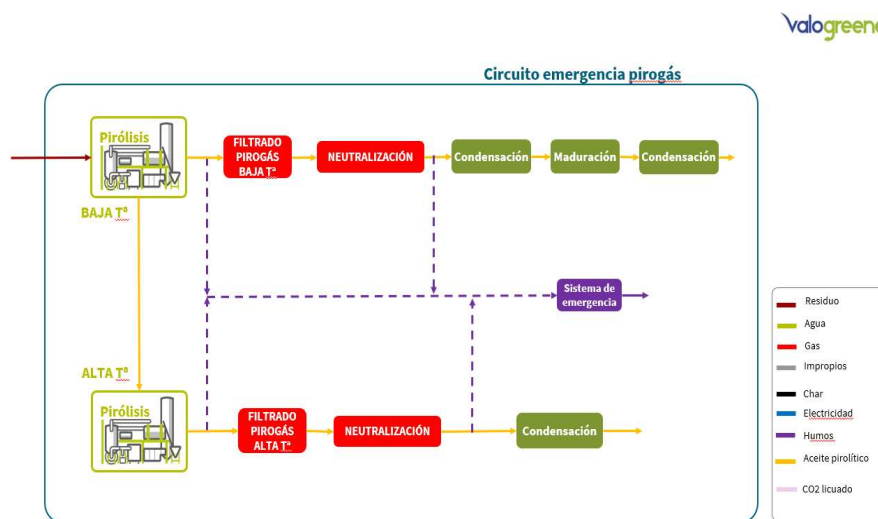 valogreene
Circuito emergencia pirogás
Pirólisis
BAJA Tª
FILTRADO
PIROGÁS
BAJA Tª
NEUTRALIZACIÓN
Condensación
Maduración
Condensación
Sistema de
emergencia
ALTA Tª
Pirólisis
FILTRADO
PIROGÁS
ALTA Tª
NEUTRALIZACIÓN
Condensación
Residuo
Agua
Gas
Impropios
Char
Electricidad
Humos
Aceite pirolítico
CO2 licuado